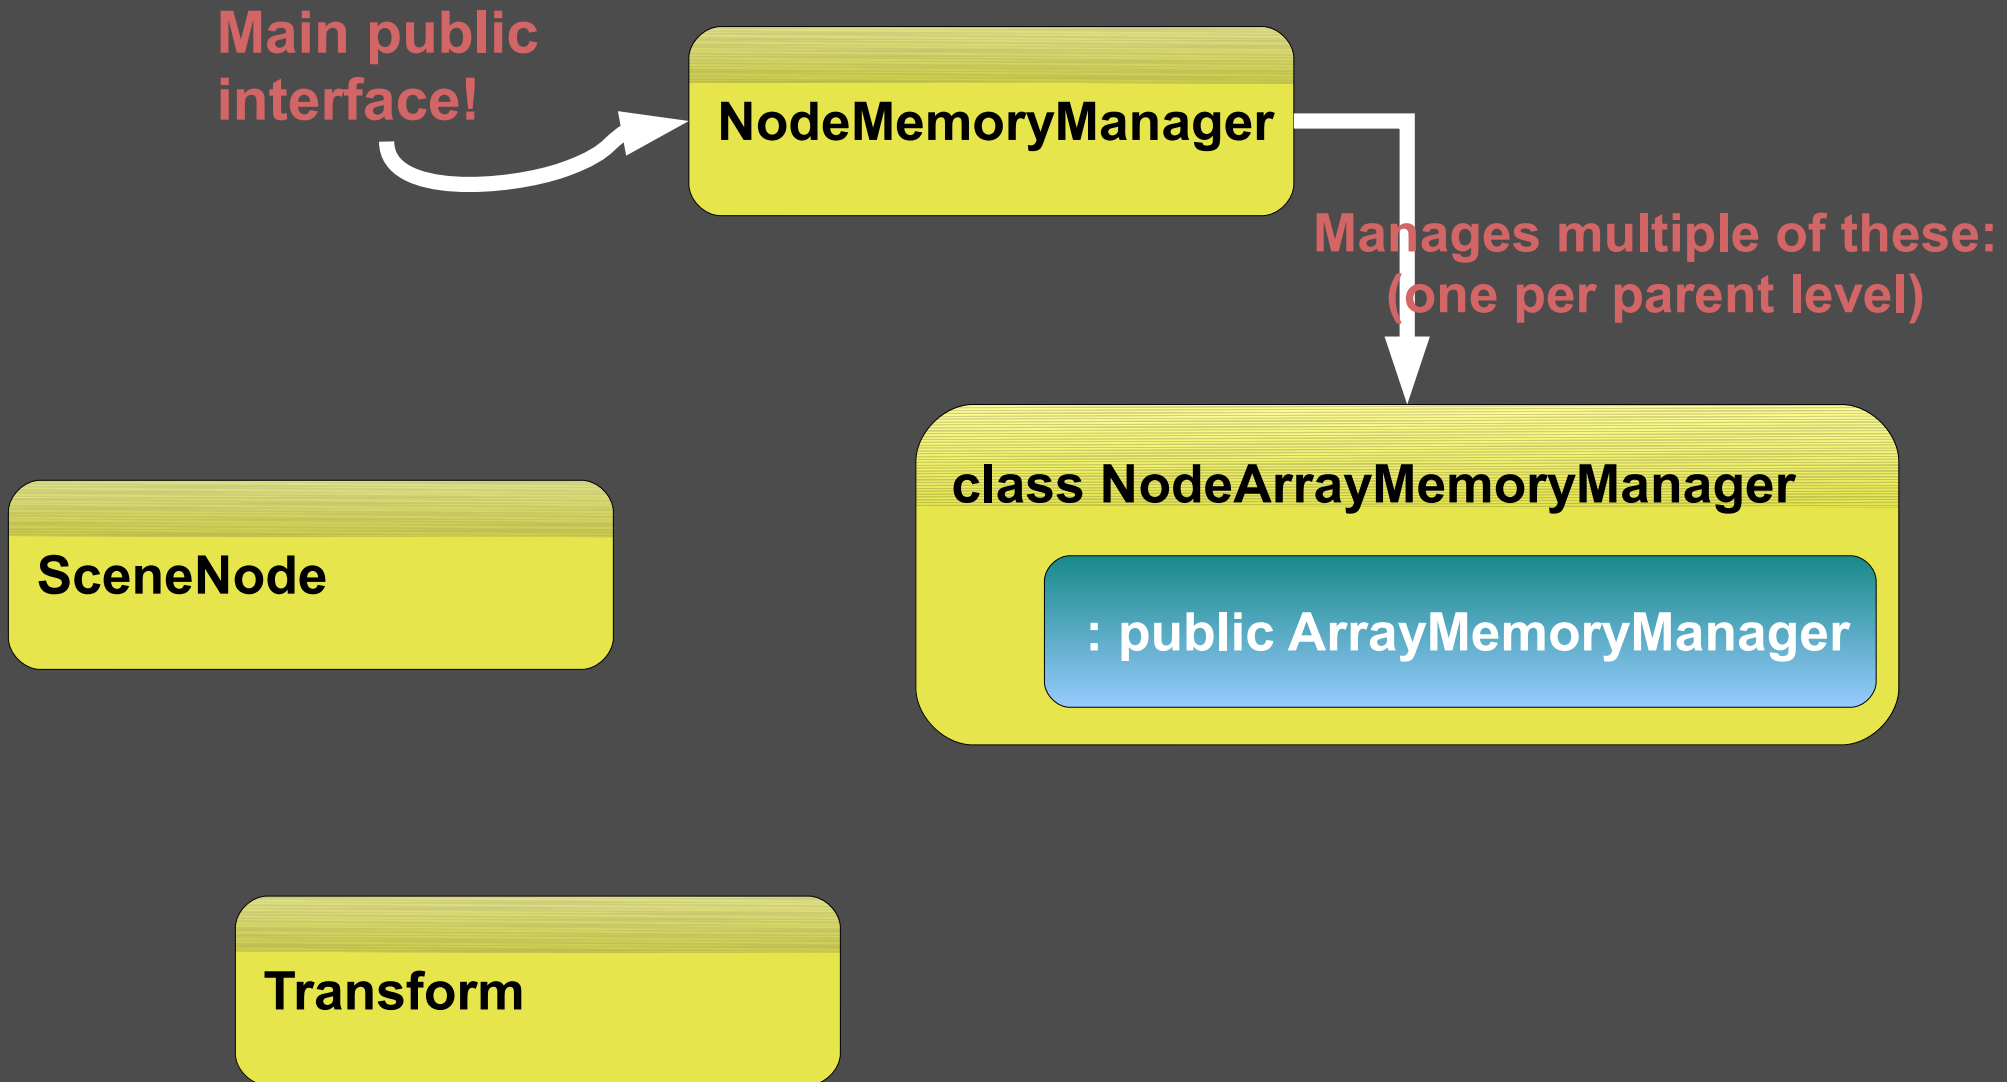 Main public
interface!
NodeMemoryManager
Manages multiple of these:
(one per parent level)
class NodeArrayMemoryManager
: public ArrayMemoryManager
SceneNode
Transform